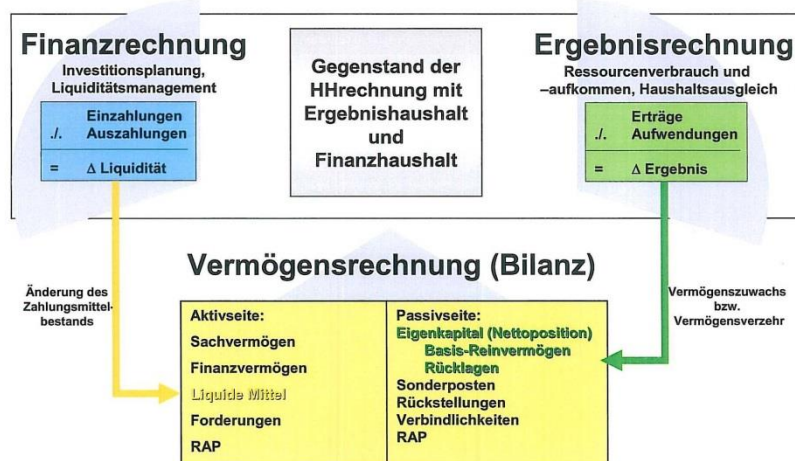 Finanzrechnung
Investitionsplanung,
Liquiditätsmanagement
Einzahlungen
./. Auszahlungen
= Δ Liquidität
Gegenstand der
HHrechnung mit
Ergebnishaushalt
und
Finanzhaushalt
Ergebnisrechnung
Ressourcenverbrauch und
–aufkommen, Haushaltsausgleich
Erträge
./. Aufwendungen
= Δ Ergebnis
Vermögensrechnung (Bilanz)
Änderung des
Zahlungsmittel-
bestands
Aktivseite:
Sachvermögen
Finanzvermögen
Liquide Mittel
Forderungen
RAP
Passivseite:
Eigenkapital (Nettoposition)
Basis-Reinvermögen
Rücklagen
Sonderposten
Rückstellungen
Verbindlichkeiten
RAP
Vermögenszuwachs
bzw.
Vermögensverzehr